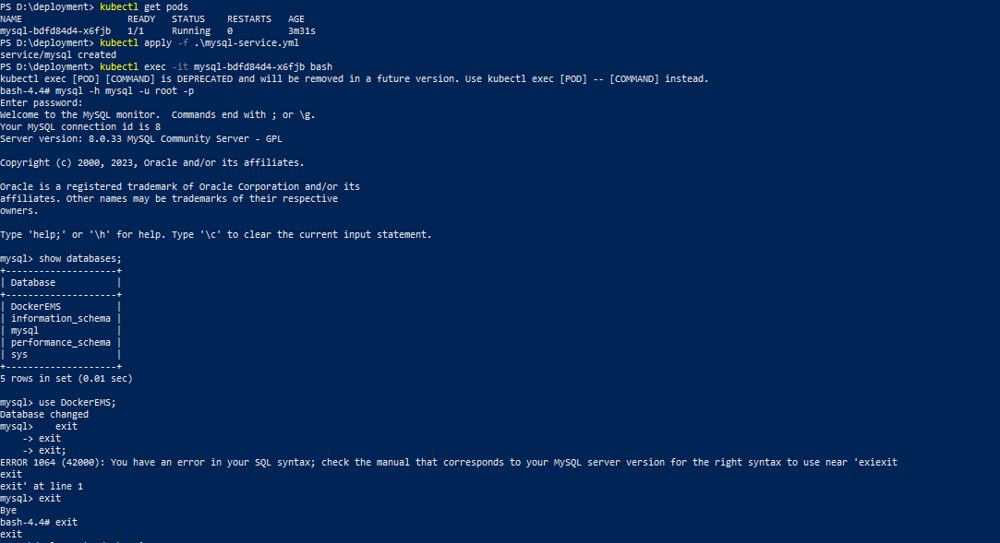 PS D:\deployment> kubectl get pods
NAME                    READY   STATUS    RESTARTS   AGE
mysql-bdfd84d4-x6fjb   1/1     Running   0          3m31s
PS D:\deployment> kubectl apply -f .\mysql-service.yml
service/mysql created
PS D:\deployment> kubectl exec -it mysql-bdfd84d4-x6fjb bash
kubectl exec [POD] [COMMAND] is DEPRECATED and will be removed in a future version. Use kubectl exec [POD] -- [COMMAND] instead.
bash-4.4# mysql -h mysql -u root -p
Enter password:
Welcome to the MySQL monitor.  Commands end with ; or \g.
Your MySQL connection id is 8
Server version: 8.0.33 MySQL Community Server - GPL
Copyright (c) 2000, 2023, Oracle and/or its affiliates.
Oracle is a registered trademark of Oracle Corporation and/or its
affiliates. Other names may be trademarks of their respective
owners.
Type 'help;' or '\h' for help. Type '\c' to clear the current input statement.
mysql> show databases;
+--------------------+
| Database           |
+--------------------+
| DockerEMS          |
| information_schema |
| mysql              |
| performance_schema |
| sys                |
+--------------------+
5 rows in set (0.01 sec)
mysql> use DockerEMS;
Database changed
mysql>    exit
    -> exit
    -> exit;
ERROR 1064 (42000): You have an error in your SQL syntax; check the manual that corresponds to your MySQL server version for the right syntax to use near 'exiexit
exit
exit' at line 1
mysql> exit
Bye
bash-4.4# exit
exit